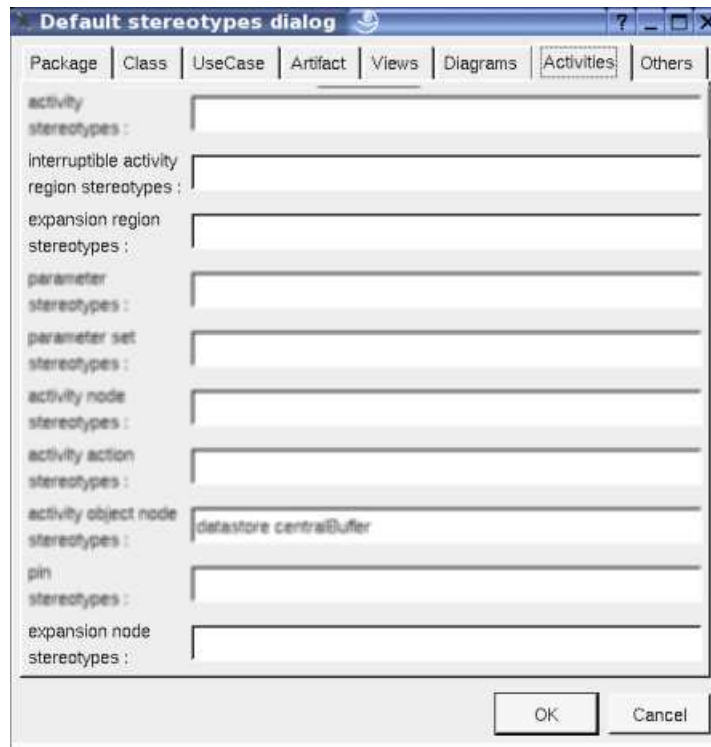 Default stereotypes dialog
Package Class UseCase Artifact Views Diagrams Activities Others
activity
stereotypes :
interruptible activity
region stereotypes :
expansion region
stereotypes :
parameter
stereotypes :
parameter set
stereotypes :
activity node
stereotypes :
activity action
stereotypes :
activity object node
stereotypes :
datastore centralBuffer
pin
stereotypes :
expansion node
stereotypes :
OK Cancel